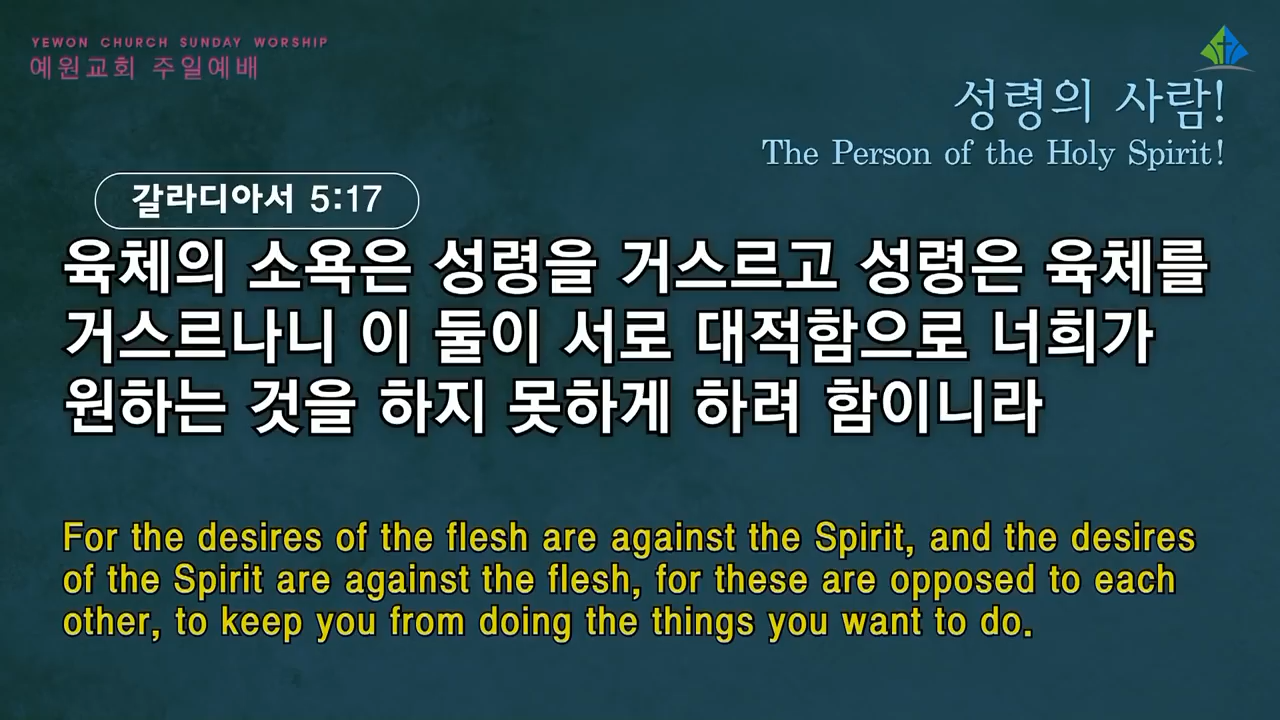 YEWON CHURCH SUNDAY WORSHIP
예원교회 주일예배
성령의 사람!
The Person of the Holy Spirit!
갈라디아서 5:17
육체의 소욕은 성령을 거스르고 성령은 육체를
거스르나니 이 둘이 서로 대적함으로 너희가
원하는 것을 하지 못하게 하려 함이니라
For the desires of the flesh are against the Spirit, and the desires
of the Spirit are against the flesh, for these are opposed to each
other, to keep you from doing the things you want to do.